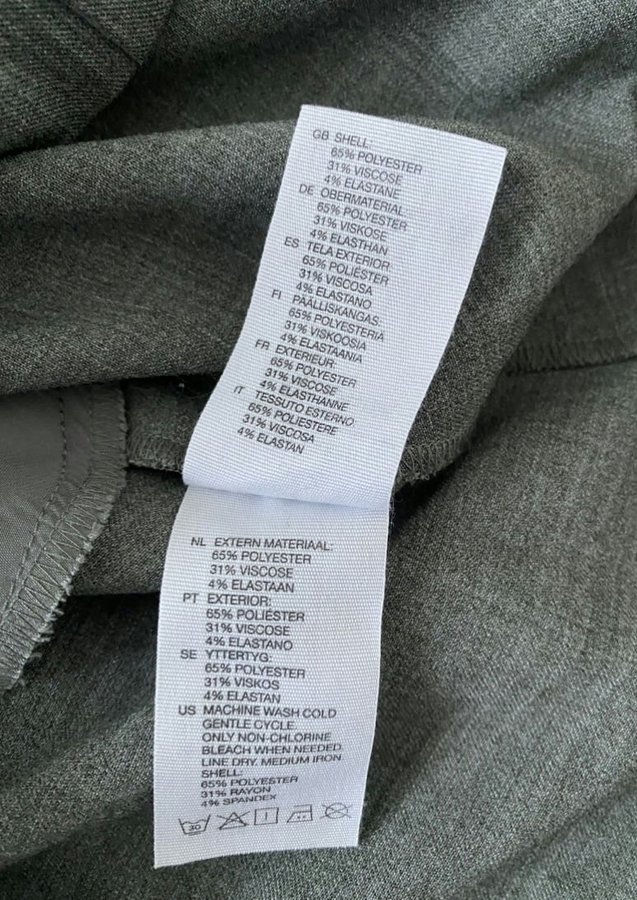 GB SHELL:
65% POLYESTER
31% VISCOSE
4% ELASTANE
DE OBERMATERIAL
65% POLYESTER
31% VISKOSE
4% ELASTHAN
ES TELA EXTERIOR:
65% POLIÉSTER
31% VISCOSA
4% ELASTANO
FI PÄÄLLISKANGAS:
65% POLYESTERIA
31% VISKOOSIA
4% ELASTAANIA
FR EXTERIEUR:
65% POLYESTER
31% VISCOSE
4% ELASTHANNE
IT TESSUTO ESTERNO:
65% POLIESTERE
31% VISCOSA
4% ELASTAN
NL EXTERN MATERIAAL:
65% POLYESTER
31% VISCOSE
4% ELASTAAN
PT EXTERIOR:
65% POLIÉSTER
31% VISCOSE
4% ELASTANO
SE YTTERTYG:
65% POLYESTER
31% VISKOS
4% ELASTAN
US MACHINE WASH COLD
GENTLE CYCLE.
ONLY NON-CHLORINE
BLEACH WHEN NEEDED.
LINE DRY. MEDIUM IRON
SHELL:
65% POLYESTER
31% RAYON
4% SPANDEX
30